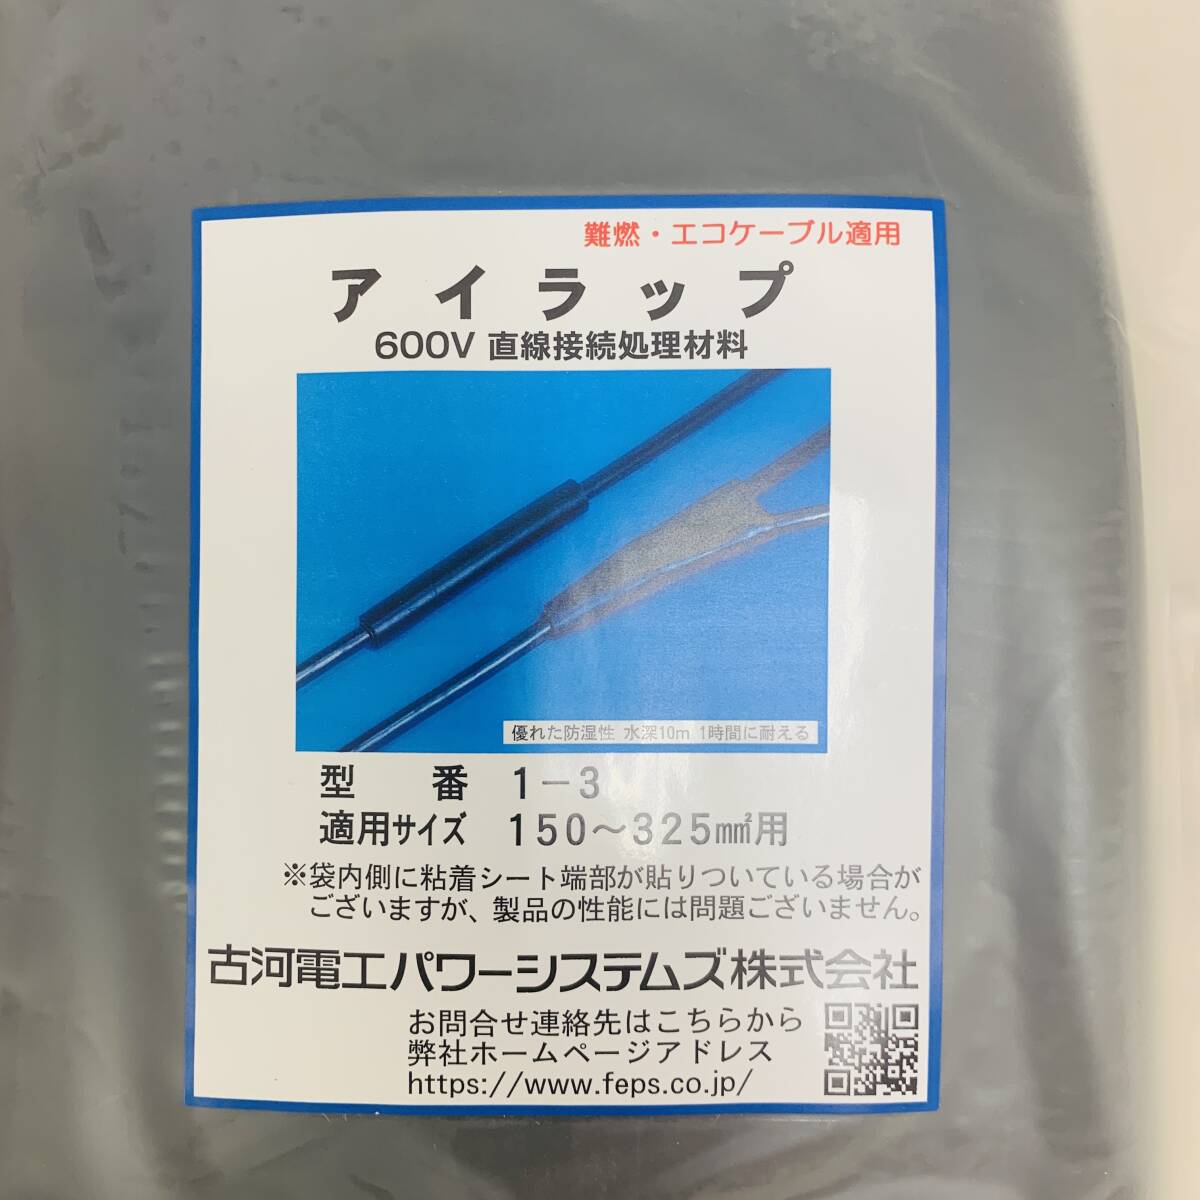 難燃・エコケーブル適用
アイラップ
600V 直線接続処理材料
優れた防湿性 水深10m 1時間に耐える
型　番　1－3
適用サイズ　150～325㎟用
※袋内側に粘着シート端部が貼りついている場合が
ございますが、製品の性能には問題ございません。
古河電工パワーシステムズ株式会社
お問合せ連絡先はこちらから
弊社ホームページアドレス
https://www.feps.co.jp/